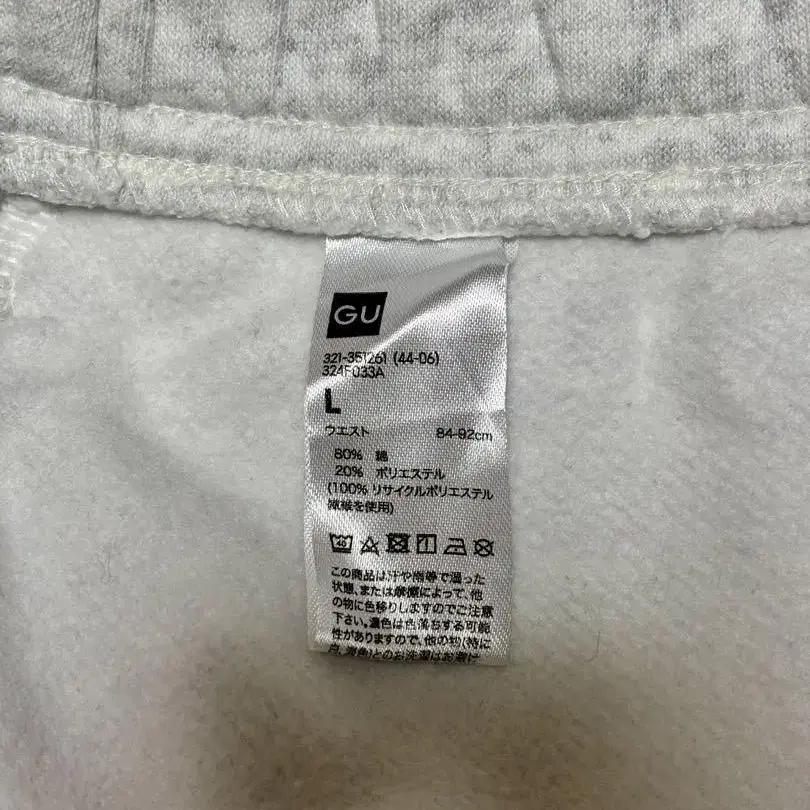 GU
321-351261 (44-06)
324F033A
L
ウエスト 84-92cm
80% 綿
20% ポリエステル
(100% リサイクルポリエステル
繊維を使用)
40
この商品は汗や雨等で湿った
状態、または摩擦によって、他
の物に色移りしますのでご注意
下さい。濃色は色落ちする可能
性がありますので、他の物(特に
白、淡色)とのお洗濯はお避け